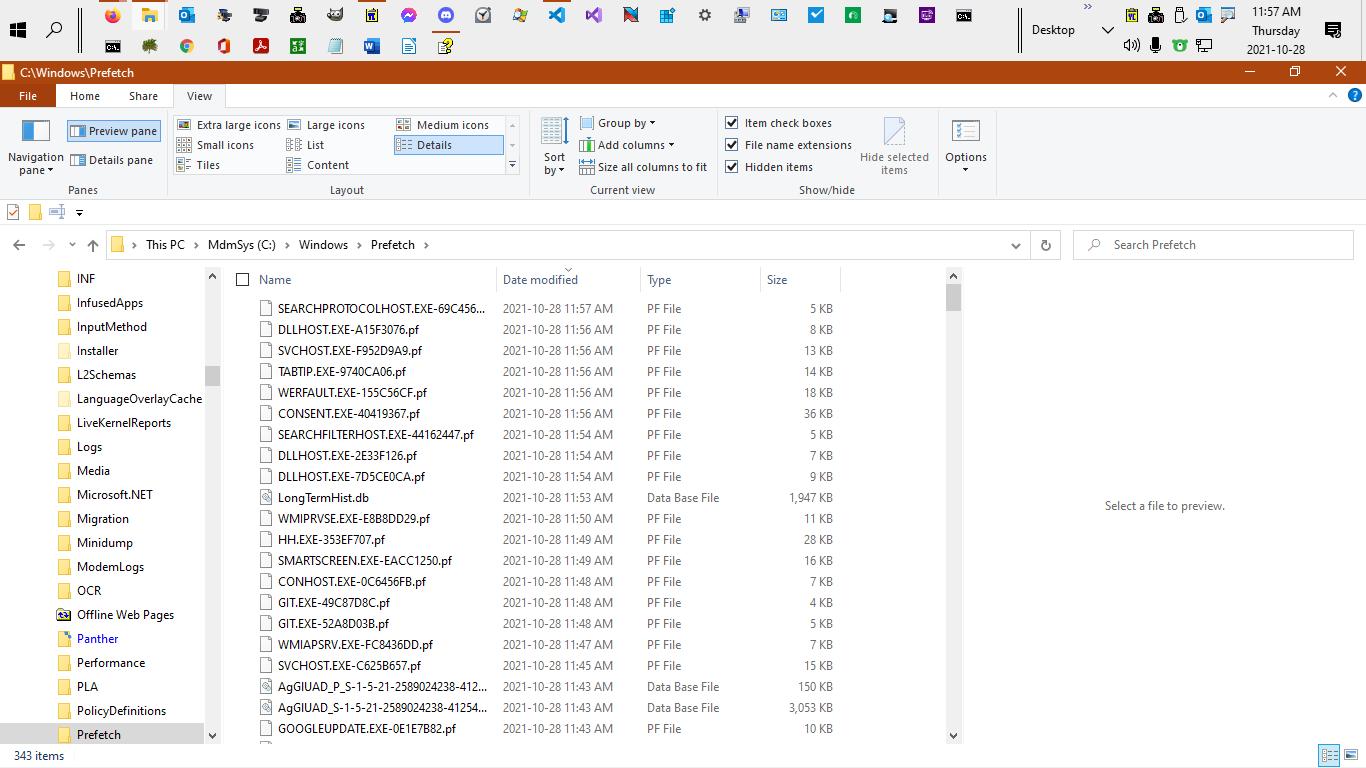 11:57 AM
Desktop
Thursday
2021-10-28
C:\Windows\Prefetch
File Home Share View
Navigation pane
Preview pane
Details pane
Panes
Extra large icons Large icons Medium icons
Small icons List Details
Tiles Content
Layout
Sort by
Group by
Add columns
Size all columns to fit
Current view
Item check boxes
File name extensions
Hidden items
Hide selected items
Show/hide
Options
This PC > MdmSys (C:) > Windows > Prefetch >
Search Prefetch
INF
InfusedApps
InputMethod
Installer
L2Schemas
LanguageOverlayCache
LiveKernelReports
Logs
Media
Microsoft.NET
Migration
Minidump
ModemLogs
OCR
Offline Web Pages
Panther
Performance
PLA
PolicyDefinitions
Prefetch
Name Date modified Type Size
SEARCHPROTOCOLHOST.EXE-69C456... 2021-10-28 11:57 AM PF File 5 KB
DLLHOST.EXE-A15F3076.pf 2021-10-28 11:56 AM PF File 8 KB
SVCHOST.EXE-F952D9A9.pf 2021-10-28 11:56 AM PF File 13 KB
TABTIP.EXE-9740CA06.pf 2021-10-28 11:56 AM PF File 14 KB
WERFAULT.EXE-155C56CF.pf 2021-10-28 11:56 AM PF File 18 KB
CONSENT.EXE-40419367.pf 2021-10-28 11:56 AM PF File 36 KB
SEARCHFILTERHOST.EXE-44162447.pf 2021-10-28 11:54 AM PF File 5 KB
DLLHOST.EXE-2E33F126.pf 2021-10-28 11:54 AM PF File 7 KB
DLLHOST.EXE-7D5CE0CA.pf 2021-10-28 11:54 AM PF File 9 KB
LongTermHist.db 2021-10-28 11:53 AM Data Base File 1,947 KB
WMIPRVSE.EXE-E8B8DD29.pf 2021-10-28 11:50 AM PF File 11 KB
HH.EXE-353EF707.pf 2021-10-28 11:49 AM PF File 28 KB
SMARTSCREEN.EXE-EACC1250.pf 2021-10-28 11:49 AM PF File 16 KB
CONHOST.EXE-0C6456FB.pf 2021-10-28 11:48 AM PF File 7 KB
GIT.EXE-49C87D8C.pf 2021-10-28 11:48 AM PF File 4 KB
GIT.EXE-52A8D03B.pf 2021-10-28 11:48 AM PF File 5 KB
WMIAPSRV.EXE-FC8436DD.pf 2021-10-28 11:47 AM PF File 7 KB
SVCHOST.EXE-C625B657.pf 2021-10-28 11:45 AM PF File 15 KB
AgGIUAD_P_S-1-5-21-2589024238-412... 2021-10-28 11:43 AM Data Base File 150 KB
AgGIUAD_S-1-5-21-2589024238-41254... 2021-10-28 11:43 AM Data Base File 3,053 KB
GOOGLEUPDATE.EXE-0E1E7B82.pf 2021-10-28 11:43 AM PF File 10 KB
Select a file to preview.
343 items